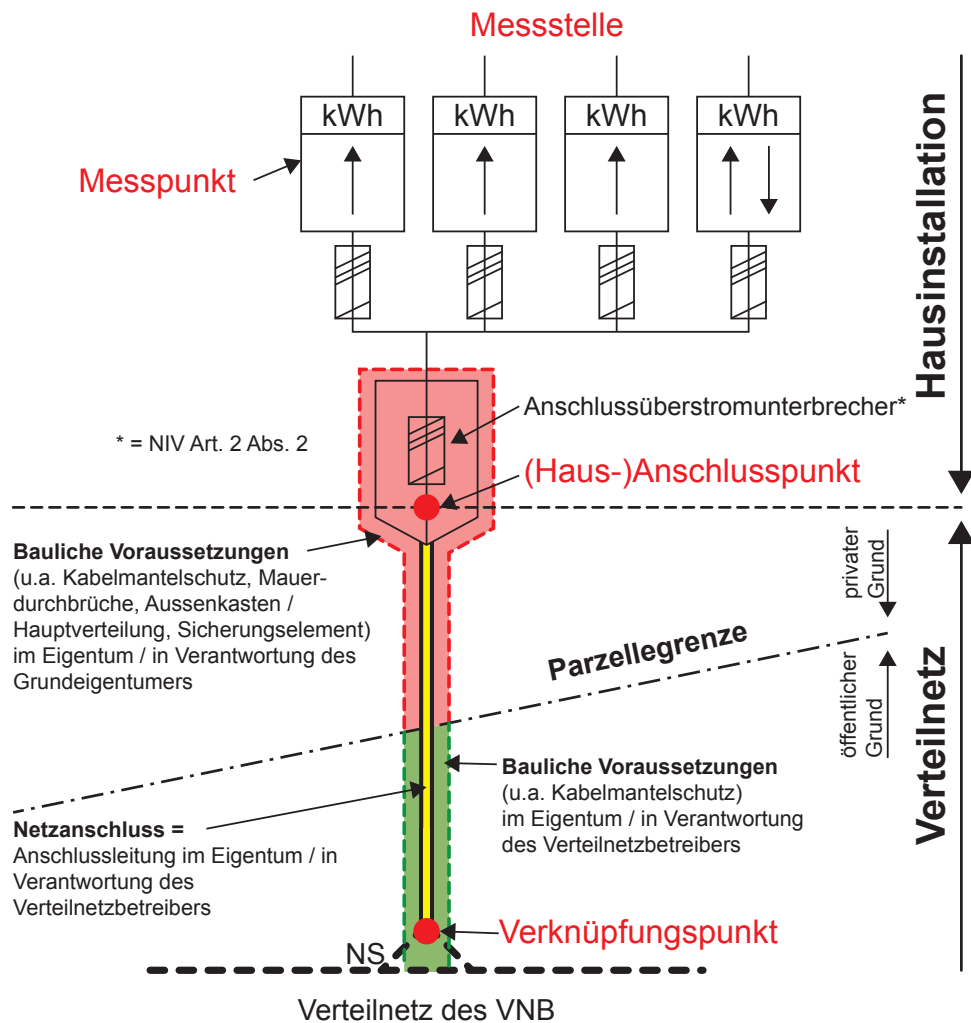 Messstelle
kWh
kWh
kWh
kWh
Messpunkt
Hausinstallation
Anschlussüberstromunterbrecher*
* = NIV Art. 2 Abs. 2
(Haus-)Anschlusspunkt
Bauliche Voraussetzungen
(u.a. Kabelmantelschutz, Mauer-
durchbrüche, Aussenkasten /
Hauptverteilung, Sicherungselement)
im Eigentum / in Verantwortung des
Grundeigentumers
privater
Grund
Parzellegrenze
öffentlicher
Grund
Verteilnetz
Bauliche Voraussetzungen
(u.a. Kabelmantelschutz)
im Eigentum / in Verantwortung
des Verteilnetzbetreibers
Netzanschluss =
Anschlussleitung im Eigentum / in
Verantwortung des
Verteilnetzbetreibers
Verknüpfungspunkt
NS
Verteilnetz des VNB